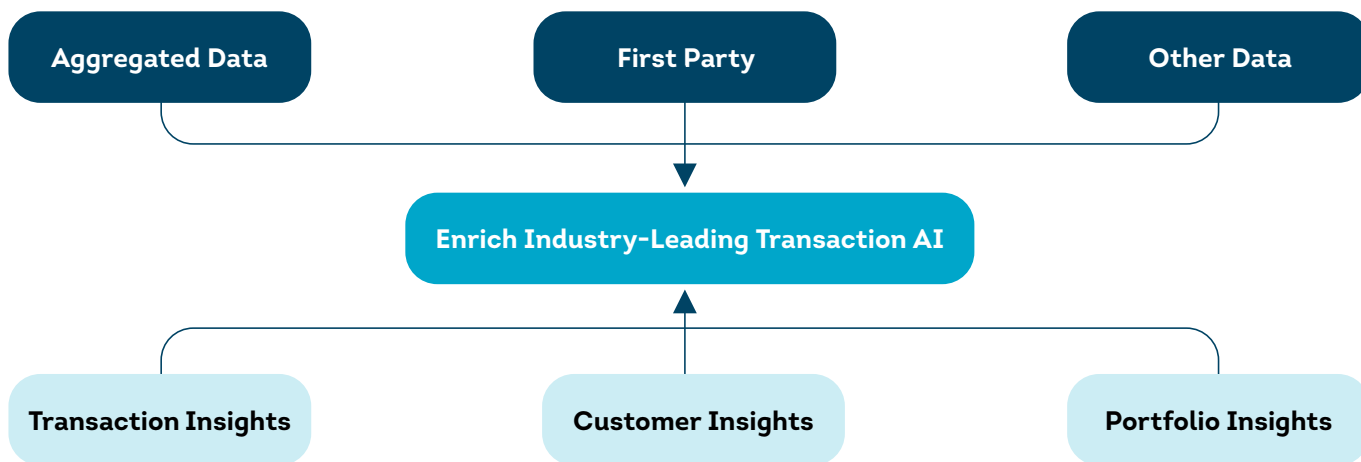 Aggregated Data
First Party
Other Data
Enrich Industry-Leading Transaction AI
Transaction Insights
Customer Insights
Portfolio Insights